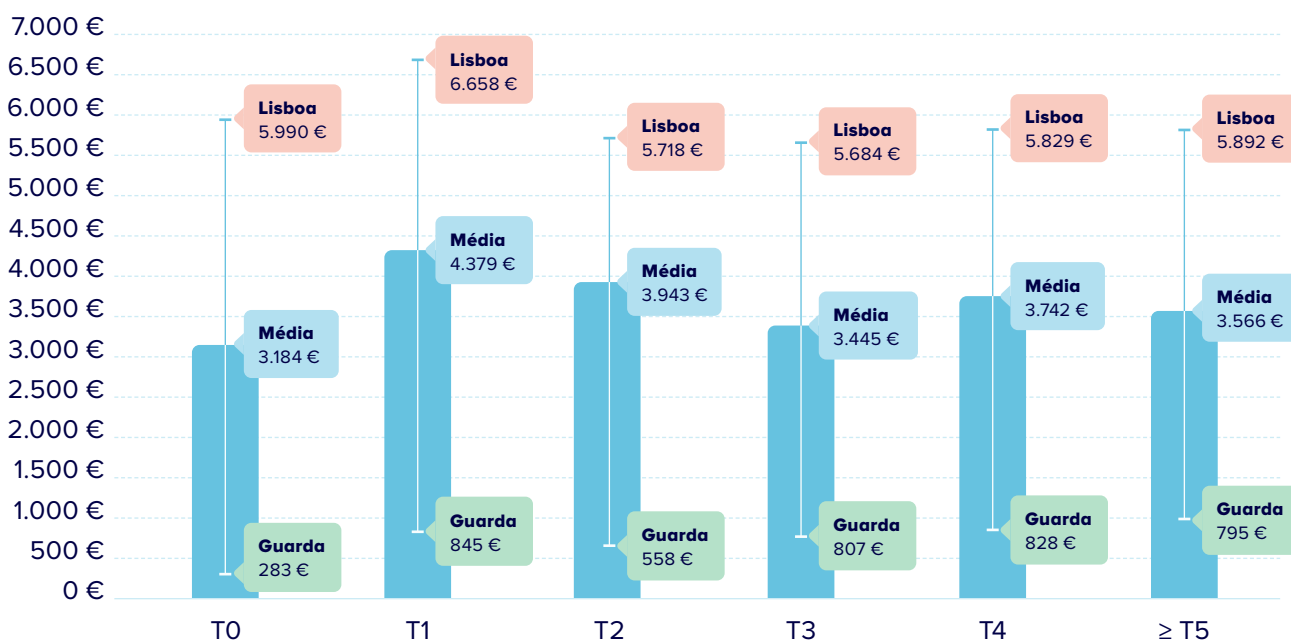 7.000 €
6.500 €
6.000 €
5.500 €
5.000 €
4.500 €
4.000 €
3.500 €
3.000 €
2.500 €
2.000 €
1.500 €
1.000 €
500 €
0 €
Lisboa
5.990 €
Média
3.184 €
Guarda
283 €
T0
Lisboa
6.658 €
Média
4.379 €
Guarda
845 €
T1
Lisboa
5.718 €
Média
3.943 €
Guarda
558 €
T2
Lisboa
5.684 €
Média
3.445 €
Guarda
807 €
T3
Lisboa
5.829 €
Média
3.742 €
Guarda
828 €
T4
Lisboa
5.892 €
Média
3.566 €
Guarda
795 €
≥ T5